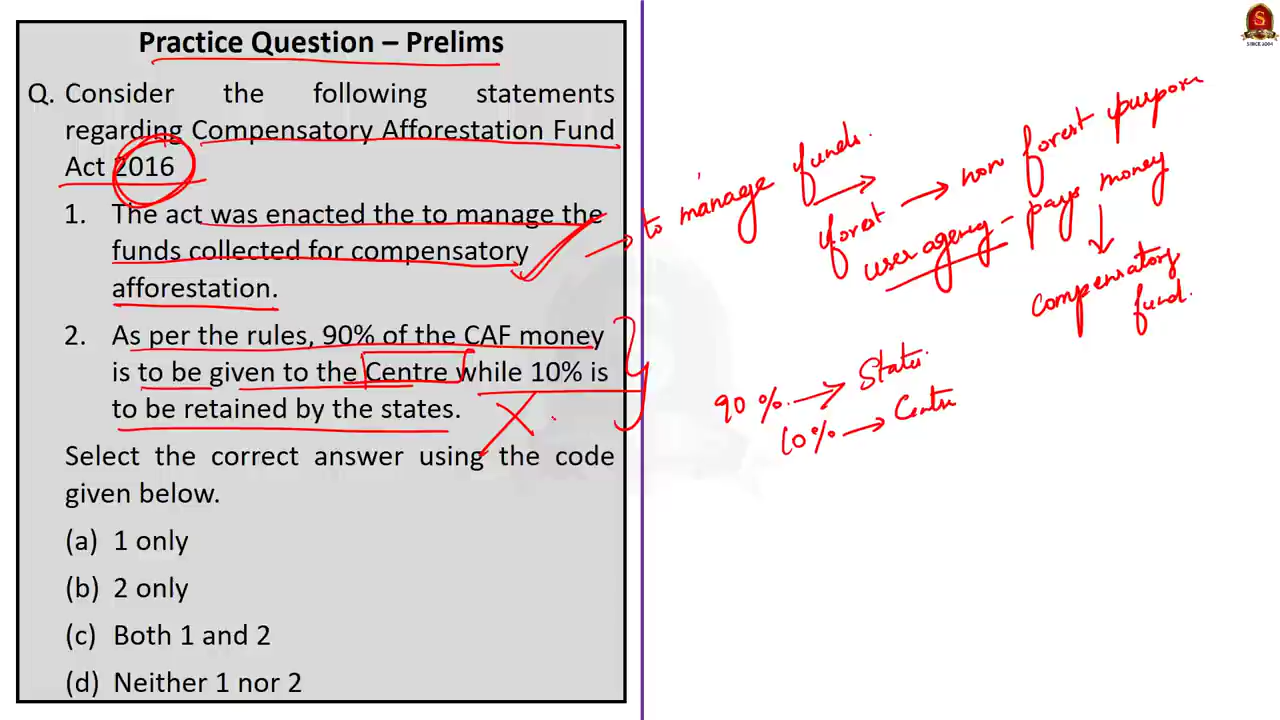 Practice Question – Prelims
Q. Consider the following statements
regarding Compensatory Afforestation Fund
Act 2016
1. The act was enacted the to manage the
funds collected for compensatory
afforestation.
2. As per the rules, 90% of the CAF money
is to be given to the Centre while 10% is
to be retained by the states.
Select the correct answer using the code
given below.
(a) 1 only
(b) 2 only
(c) Both 1 and 2
(d) Neither 1 nor 2
to manage funds.
forest → non forest purpose
user agency - pays money
compensatory
fund.
90% → States
10% → Centre
S
SINCE 2004